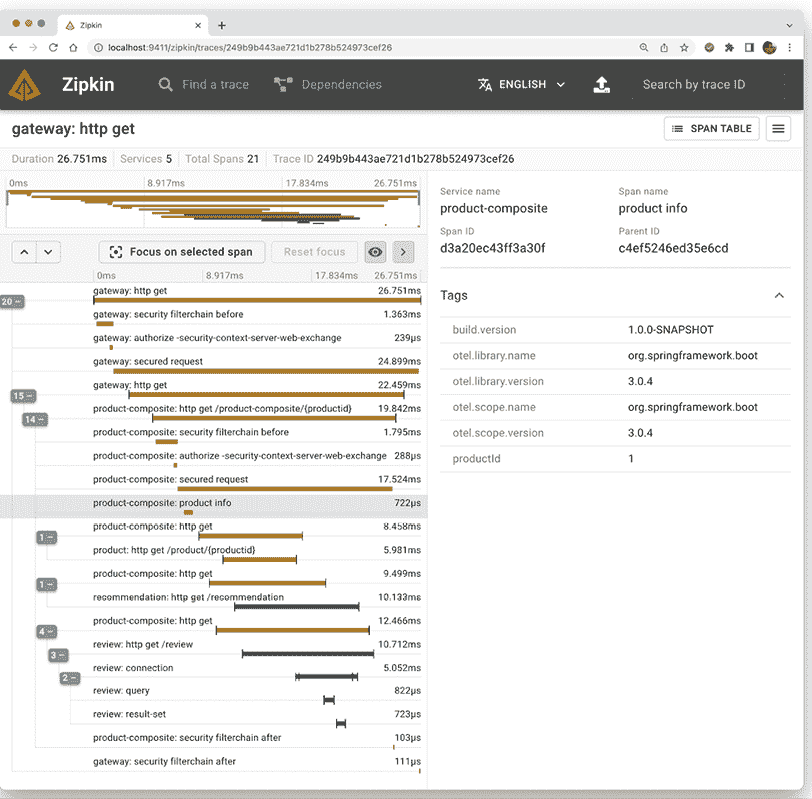 Zipkin
localhost:9411/zipkin/traces/249b9b443ae721d1b278b524973cef26
Zipkin Find a trace Dependencies ENGLISH Search by trace ID
gateway: http get SPAN TABLE
Duration 26.751ms Services 5 Total Spans 21 Trace ID 249b9b443ae721d1b278b524973cef26
0ms 8.917ms 17.834ms 26.751ms
Focus on selected span Reset focus
0ms 8.917ms 17.834ms 26.751ms
gateway: http get 26.751ms
20 −
gateway: security filterchain before 1.363ms
gateway: authorize -security-context-server-web-exchange 239µs
gateway: secured request 24.899ms
gateway: http get 22.459ms
15 −
product-composite: http get /product-composite/{productid} 19.842ms
14 −
product-composite: security filterchain before 1.795ms
product-composite: authorize -security-context-server-web-exchange 288µs
product-composite: secured request 17.524ms
product-composite: product info 722µs
product-composite: http get 8.458ms
1 −
product: http get /product/{productid} 5.981ms
product-composite: http get 9.499ms
1 −
recommendation: http get /recommendation 10.133ms
product-composite: http get 12.466ms
4 −
review: http get /review 10.712ms
3 −
review: connection 5.052ms
2 −
review: query 822µs
review: result-set 723µs
product-composite: security filterchain after 103µs
gateway: security filterchain after 111µs
Service name Span name
product-composite product info
Span ID Parent ID
d3a20ec43ff3a30f c4ef5246ed35e6cd
Tags
build.version 1.0.0-SNAPSHOT
otel.library.name org.springframework.boot
otel.library.version 3.0.4
otel.scope.name org.springframework.boot
otel.scope.version 3.0.4
productId 1